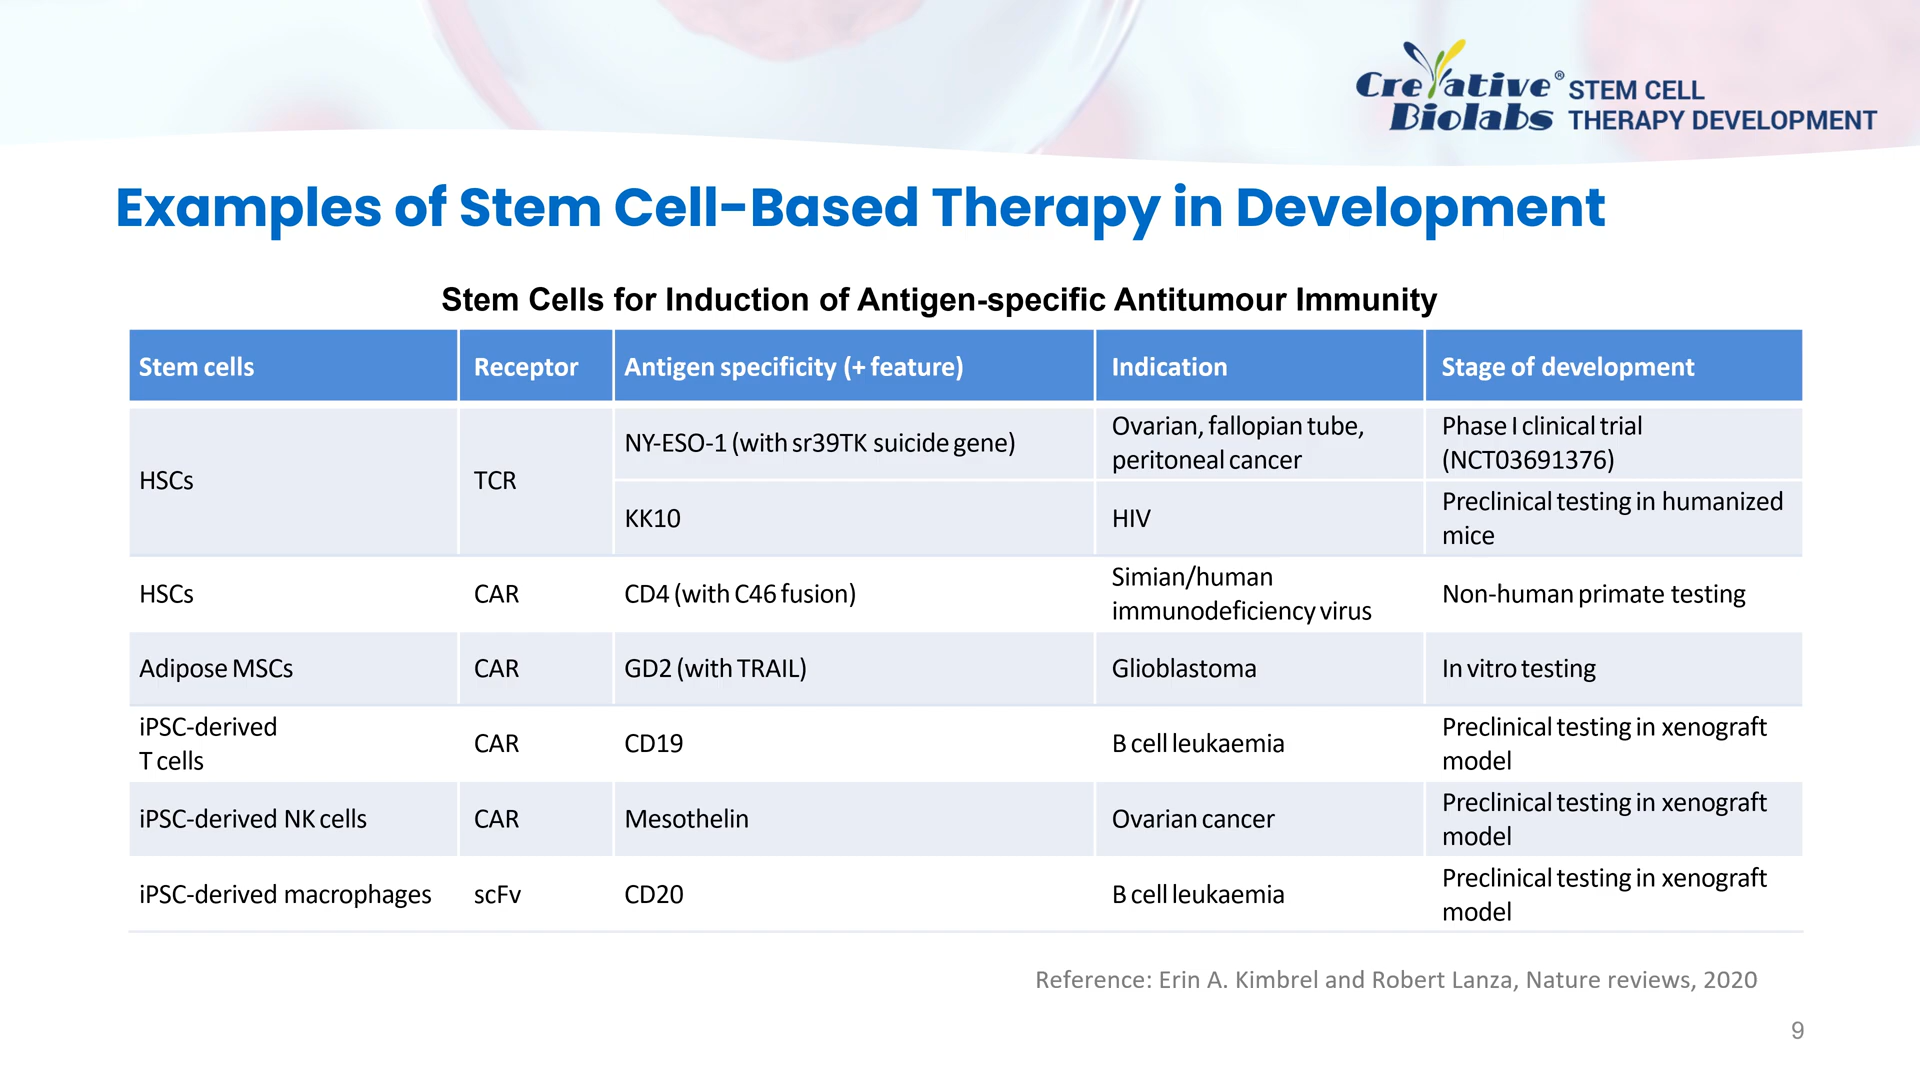 Creative® Biolabs STEM CELL THERAPY DEVELOPMENT
Examples of Stem Cell-Based Therapy in Development
Stem Cells for Induction of Antigen-specific Antitumour Immunity
Stem cells Receptor Antigen specificity (+ feature) Indication Stage of development
HSCs TCR NY-ESO-1 (with sr39TK suicide gene) Ovarian, fallopian tube, peritoneal cancer Phase I clinical trial (NCT03691376)
KK10 HIV Preclinical testing in humanized mice
HSCs CAR CD4 (with C46 fusion) Simian/human immunodeficiency virus Non-human primate testing
Adipose MSCs CAR GD2 (with TRAIL) Glioblastoma In vitro testing
iPSC-derived T cells CAR CD19 B cell leukaemia Preclinical testing in xenograft model
iPSC-derived NK cells CAR Mesothelin Ovarian cancer Preclinical testing in xenograft model
iPSC-derived macrophages scFv CD20 B cell leukaemia Preclinical testing in xenograft model
Reference: Erin A. Kimbrel and Robert Lanza, Nature reviews, 2020
9